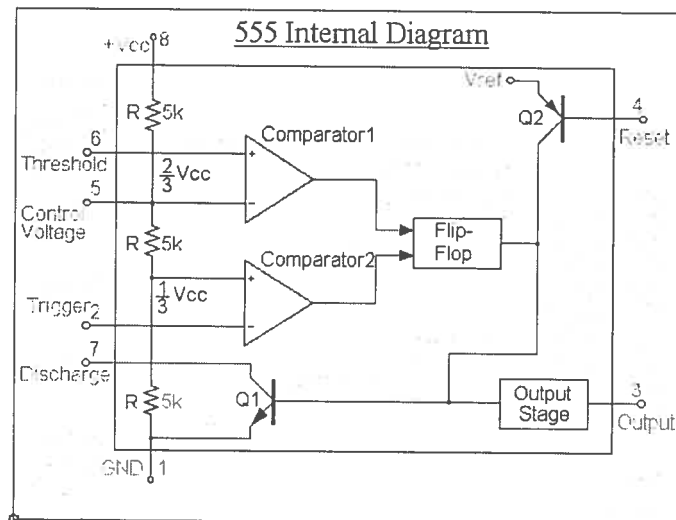 555 Internal Diagram
+Vcc 8
R 5k
Vref
Q2
4
Reset
6
Threshold
Comparator1
+
2/3 Vcc
5
Control
Voltage
-
R 5k
Flip-
Flop
Comparator2
+
1/3 Vcc
Trigger
2
-
7
Discharge
R 5k
Q1
Output
Stage
3
Output
GND 1